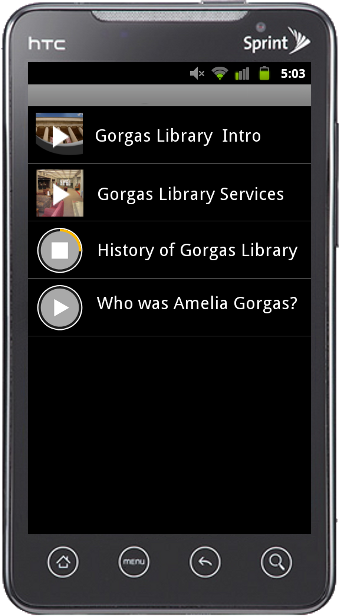 hTC
Sprint
5:03
Gorgas Library Intro
Gorgas Library Services
History of Gorgas Library
Who was Amelia Gorgas?
menu